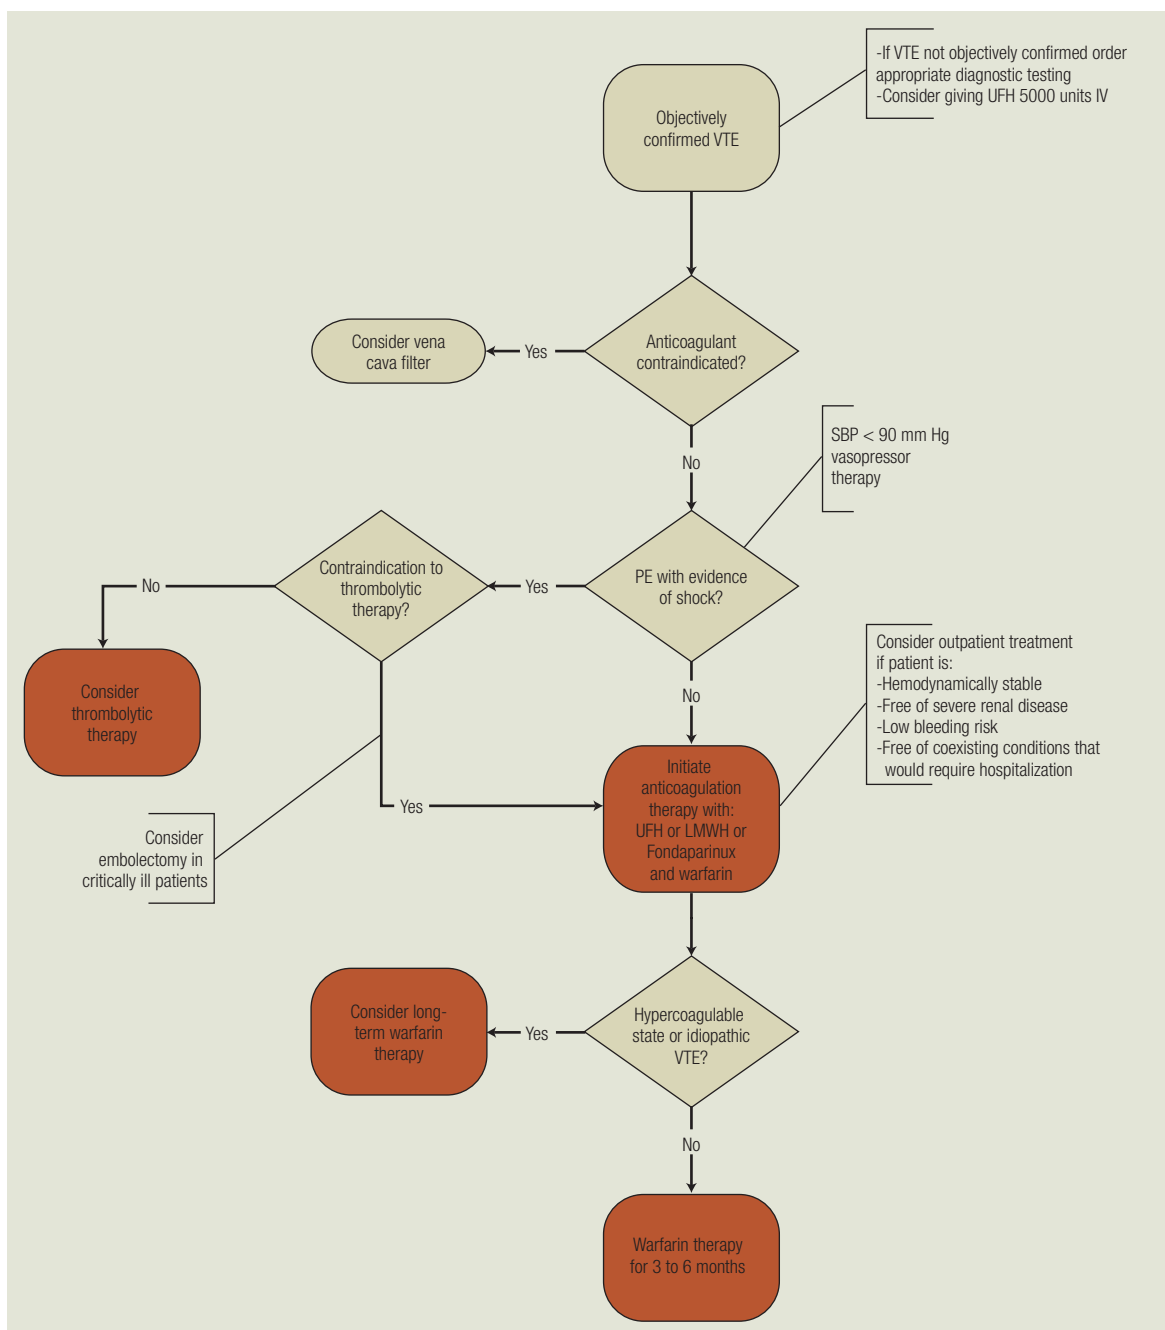 -If VTE not objectively confirmed order
appropriate diagnostic testing
-Consider giving UFH 5000 units IV
Objectively
confirmed VTE
Anticoagulant
contraindicated?
Yes
Consider vena
cava filter
No
SBP < 90 mm Hg
vasopressor
therapy
PE with evidence
of shock?
Yes
Contraindication to
thrombolytic
therapy?
No
Consider
thrombolytic
therapy
No
Consider outpatient treatment
if patient is:
-Hemodynamically stable
-Free of severe renal disease
-Low bleeding risk
-Free of coexisting conditions that
would require hospitalization
Yes
Initiate
anticoagulation
therapy with:
UFH or LMWH or
Fondaparinux
and warfarin
Consider
embolectomy in
critically ill patients
Hypercoagulable
state or idiopathic
VTE?
Yes
Consider long-
term warfarin
therapy
No
Warfarin therapy
for 3 to 6 months